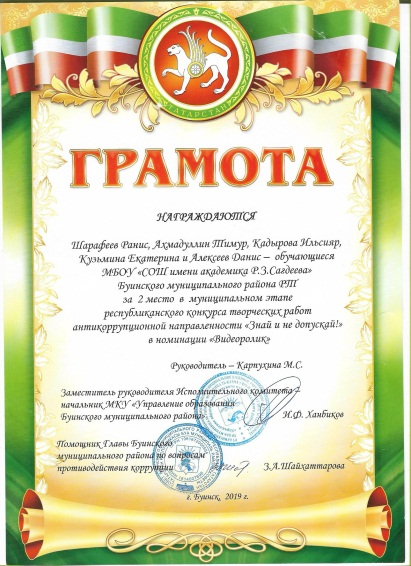 ТАТАРСТАН
ГРАМОТА
НАГРАЖДАЮТСЯ
Шарафеев Ранис, Ахмадуллин Тимур, Кадырова Ильсияр,
Кузьмина Екатерина и Алексеев Данис – обучающиеся
МБОУ «СОШ имени академика Р.З.Сагдеева»
Буинского муниципального района РТ
за 2 место в муниципальном этапе
республиканского конкурса творческих работ
антикоррупционной направленности «Знай и не допускай!»
в номинации «Видеоролик»
Руководитель – Карпухина М.С.
Заместитель руководителя Исполнительного комитета –
начальник МКУ «Управление образования
Буинского муниципального района»
И.Ф. Ханбиков
Помощник Главы Буинского
муниципального района по вопросам
противодействия коррупции
З.А.Шайхаттарова
г. Буинск, 2019 г.